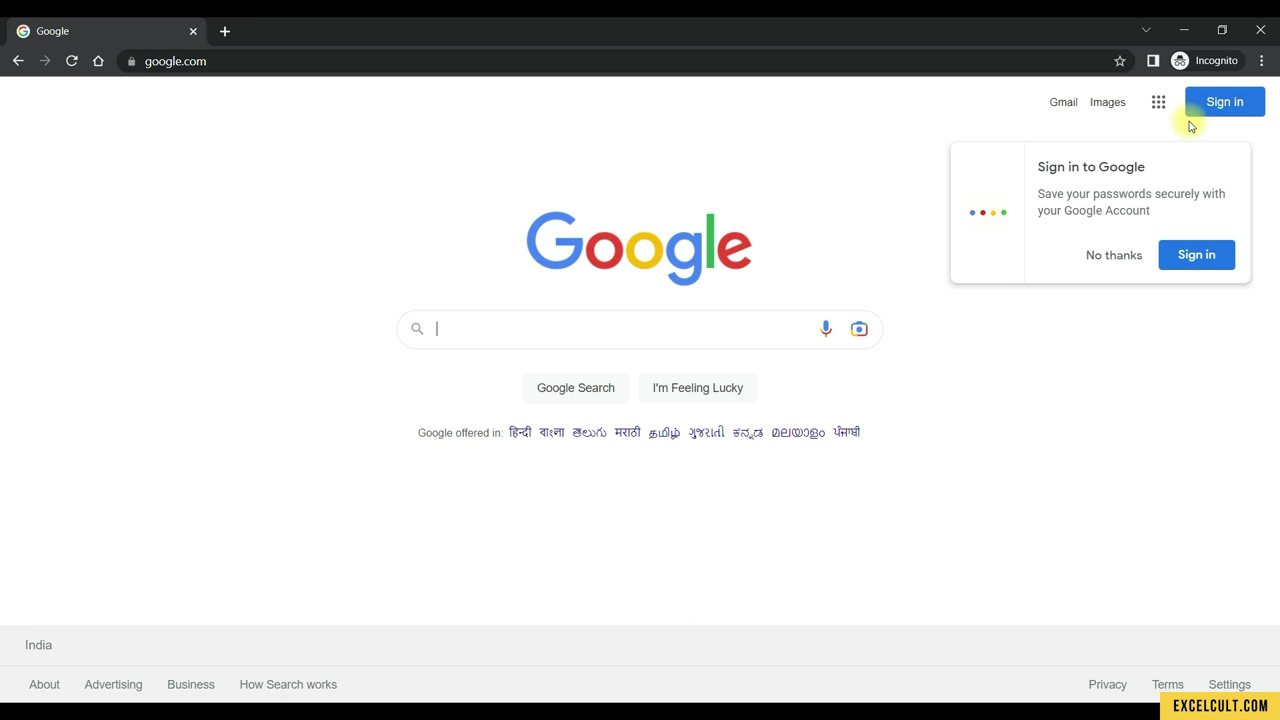 Google
google.com
Incognito
Gmail Images Sign in
Sign in to Google
Save your passwords securely with
your Google Account
No thanks Sign in
Google
Google Search I'm Feeling Lucky
Google offered in: हिन्दी বাংলা తెలుగు मराठी தமிழ் ગુજરાતી ಕನ್ನಡ മലയാളം ਪੰਜਾਬੀ
India
About Advertising Business How Search works Privacy Terms Settings
EXCELCULT.COM